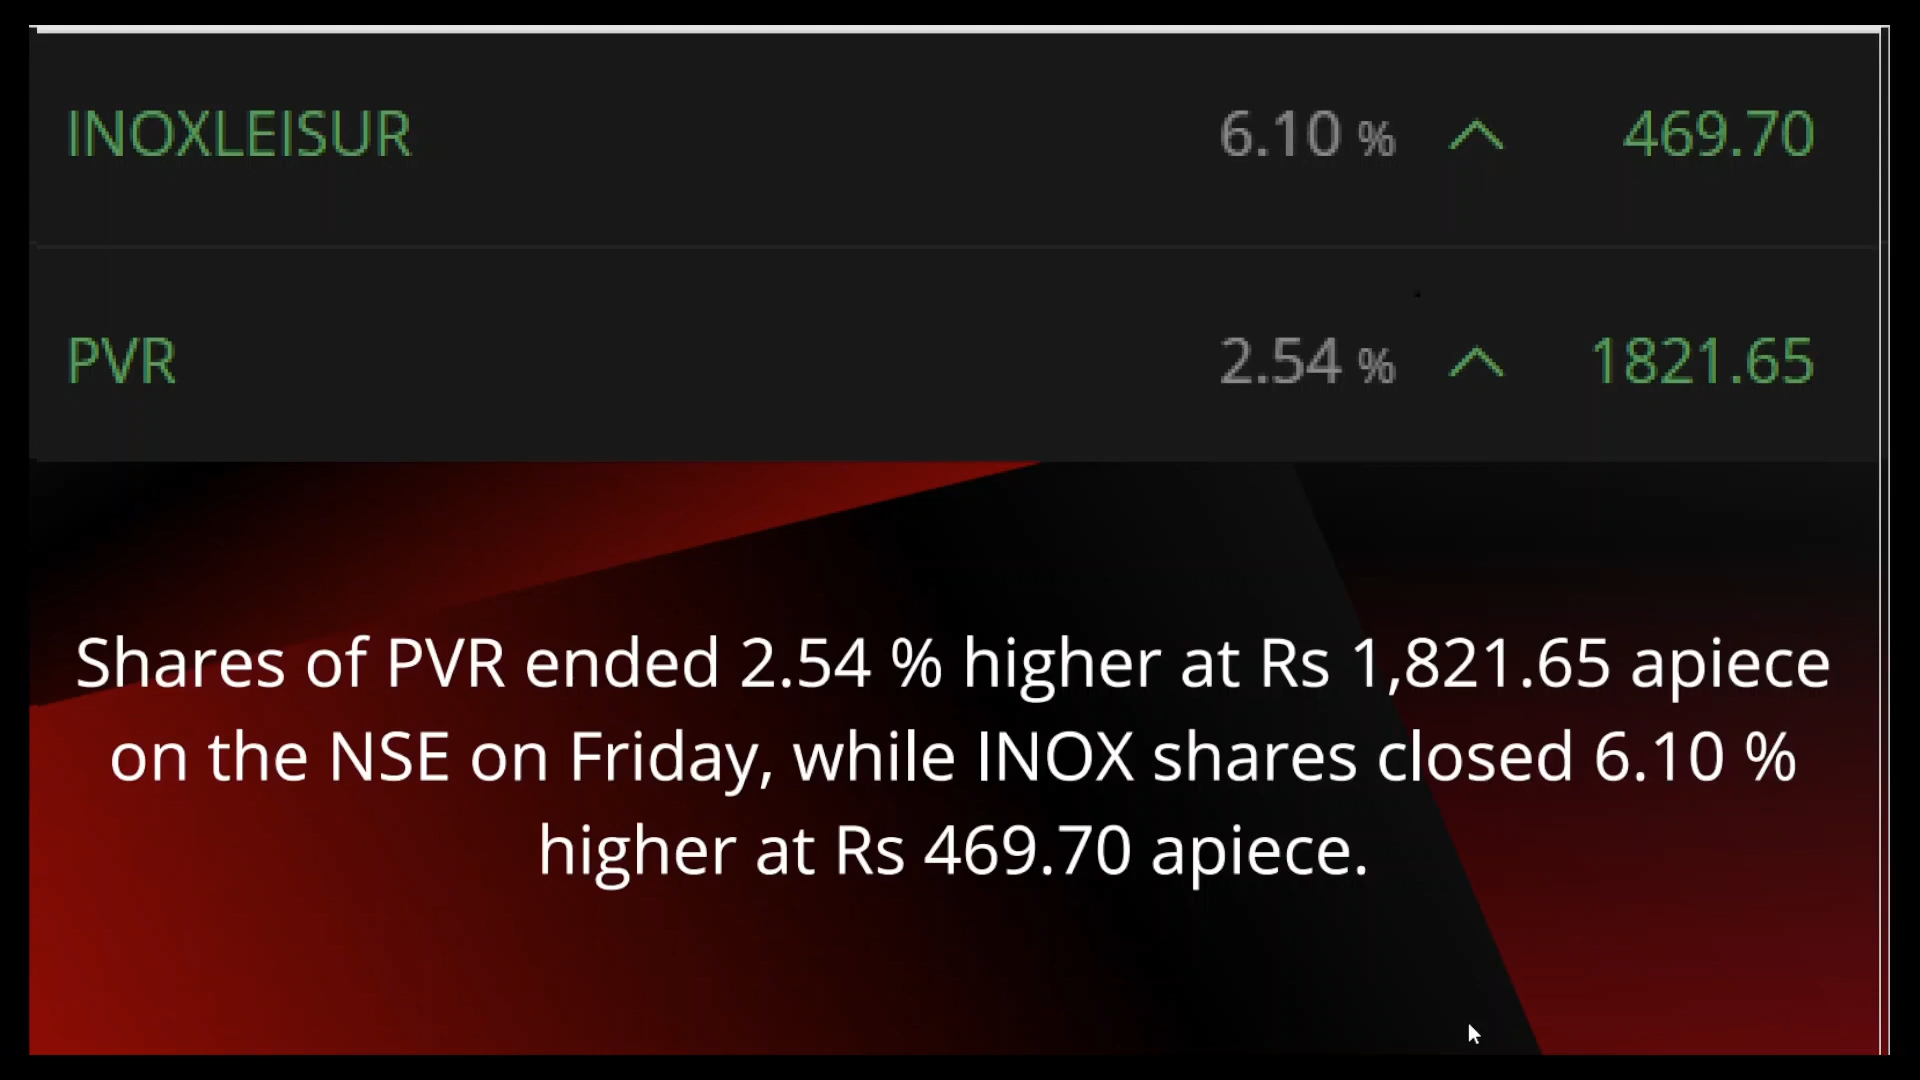 INOXLEISUR 6.10 % 469.70
PVR 2.54 % 1821.65
Shares of PVR ended 2.54 % higher at Rs 1,821.65 apiece
on the NSE on Friday, while INOX shares closed 6.10 %
higher at Rs 469.70 apiece.